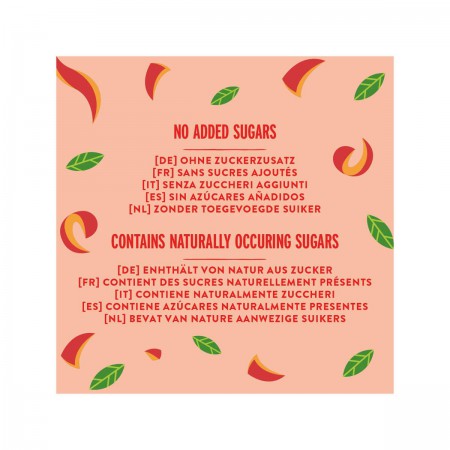 NO ADDED SUGARS
[DE] OHNE ZUCKERZUSATZ
[FR] SANS SUCRES AJOUTÉS
[IT] SENZA ZUCCHERI AGGIUNTI
[ES] SIN AZÚCARES AÑADIDOS
[NL] ZONDER TOEGEVOEGDE SUIKER
CONTAINS NATURALLY OCCURING SUGARS
[DE] ENHTHÄLT VON NATUR AUS ZUCKER
[FR] CONTIENT DES SUCRES NATURELLEMENT PRÉSENTS
[IT] CONTIENE NATURALMENTE ZUCCHERI
[ES] CONTIENE AZÚCARES NATURALMENTE PRESENTES
[NL] BEVAT VAN NATURE AANWEZIGE SUIKERS